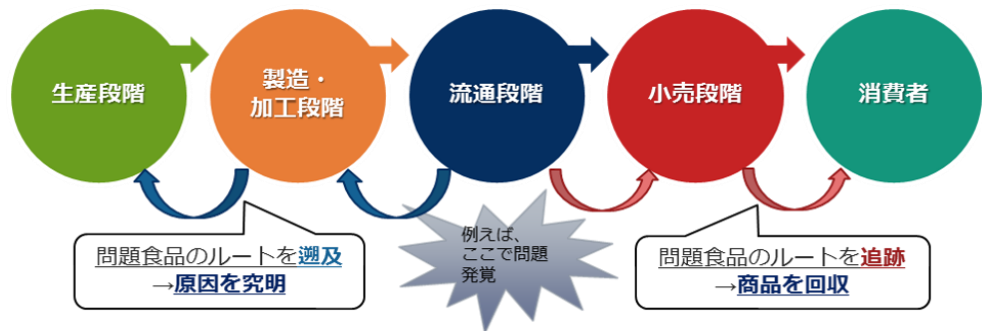 生産段階
製造・
加工段階
流通段階
小売段階
消費者
問題食品のルートを遡及
→原因を究明
例えば、
ここで問題
発覚
問題食品のルートを追跡
→商品を回収